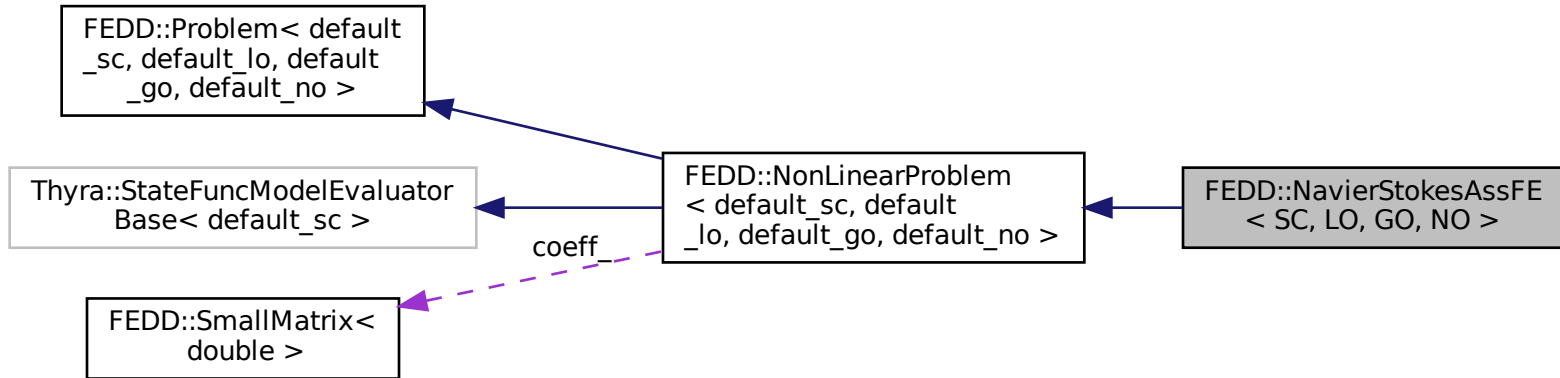 FEDD::Problem< default
_sc, default_lo, default
_go, default_no >
Thyra::StateFuncModelEvaluator
Base< default_sc >
FEDD::SmallMatrix<
double >
coeff_
FEDD::NonLinearProblem
< default_sc, default
_lo, default_go, default_no >
FEDD::NavierStokesAssFE
< SC, LO, GO, NO >